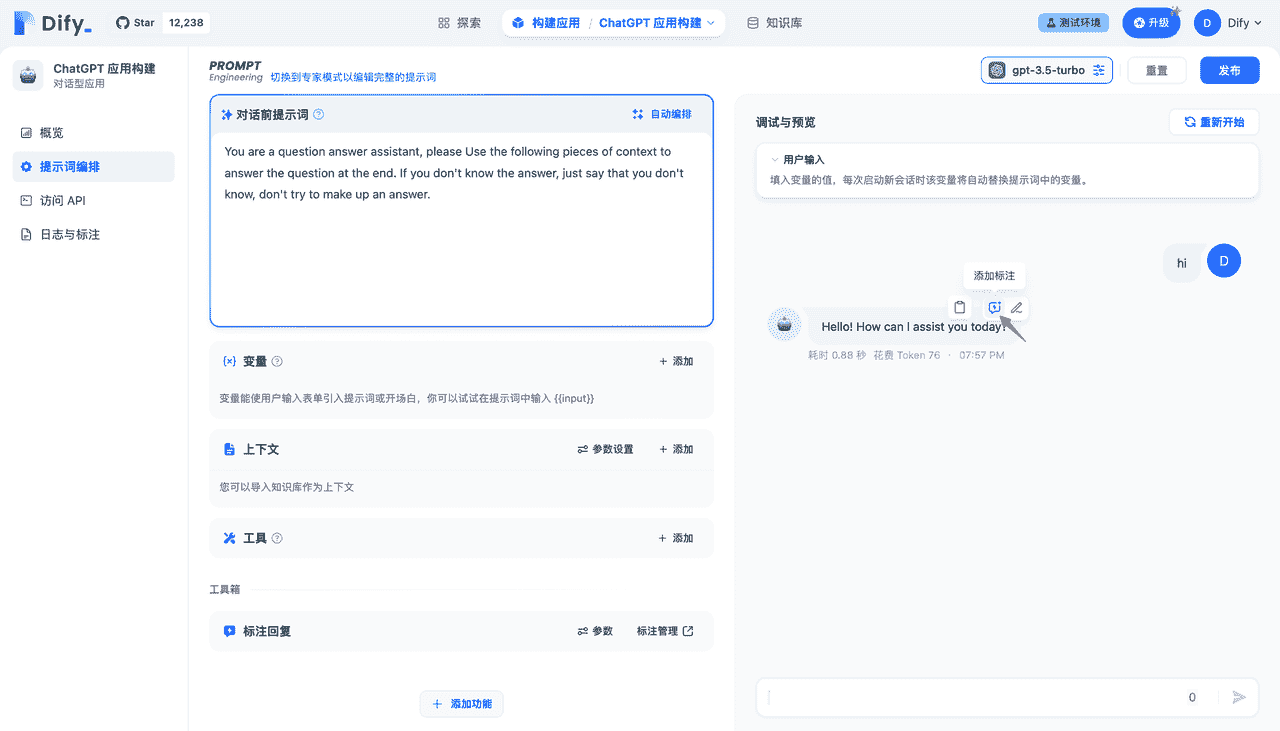 Dify_
Star 12,238
探索
构建应用 / ChatGPT 应用构建
知识库
测试环境
升级
D Dify
ChatGPT 应用构建
对话型应用
概览
提示词编排
访问 API
日志与标注
PROMPT
Engineering 切换到专家模式以编辑完整的提示词
gpt-3.5-turbo
重置
发布
对话前提示词
自动编排
You are a question answer assistant, please Use the following pieces of context to
answer the question at the end. If you don't know the answer, just say that you don't
know, don't try to make up an answer.
{x} 变量
+ 添加
变量能使用户输入表单引入提示词或开场白，你可以试试在提示词中输入 {{input}}
上下文
参数设置
+ 添加
您可以导入知识库作为上下文
工具
+ 添加
工具箱
标注回复
参数
标注管理
+ 添加功能
调试与预览
重新开始
用户输入
填入变量的值，每次启动新会话时该变量将自动替换提示词中的变量。
hi
D
添加标注
Hello! How can I assist you today?
耗时 0.88 秒 花费 Token 76 · 07:57 PM
0